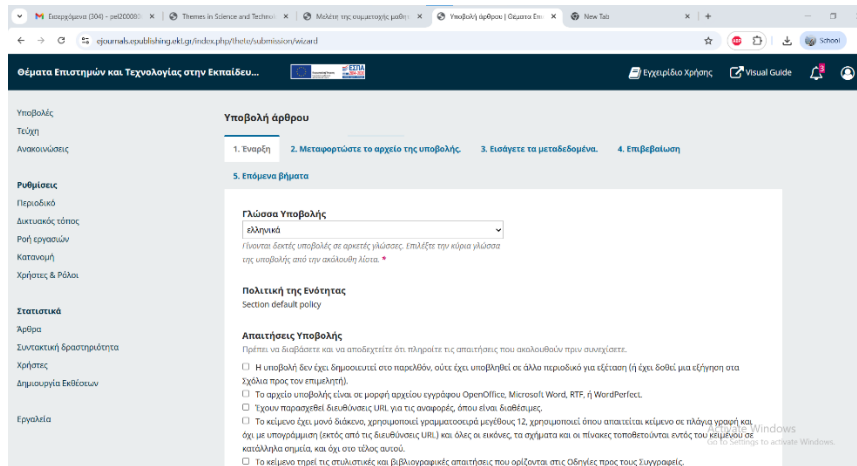 Εισερχόμενα (304) - pel20008
Themes in Science and Technol
Μελέτη της συμμετοχής μαθη
Υποβολή άρθρου | Θέματα Επι
New Tab
ejournals.epublishing.ekt.gr/index.php/thete/submission/wizard
School
Θέματα Επιστημών και Τεχνολογίας στην Εκπαίδευ...
ΕΣΠΑ
Εγχειρίδιο Χρήσης
Visual Guide
3
Υποβολές
Τεύχη
Ανακοινώσεις
Ρυθμίσεις
Περιοδικό
Δικτυακός τόπος
Ροή εργασιών
Κατανομή
Χρήστες & Ρόλοι
Στατιστικά
Άρθρα
Συντακτική δραστηριότητα
Χρήστες
Δημιουργία Εκθέσεων
Εργαλεία
Υποβολή άρθρου
1. Έναρξη
2. Μεταφορτώστε το αρχείο της υποβολής.
3. Εισάγετε τα μεταδεδομένα.
4. Επιβεβαίωση
5. Επόμενα βήματα
Γλώσσα Υποβολής
ελληνικά
Γίνονται δεκτές υποβολές σε αρκετές γλώσσες. Επιλέξτε την κύρια γλώσσα
της υποβολής από την ακόλουθη λίστα. *
Πολιτική της Ενότητας
Section default policy
Απαιτήσεις Υποβολής
Πρέπει να διαβάσετε και να αποδεχτείτε ότι πληροίτε τις απαιτήσεις που ακολουθούν πριν συνεχίσετε.
Η υποβολή δεν έχει δημοσιευτεί στο παρελθόν, ούτε έχει υποβληθεί σε άλλο περιοδικό για εξέταση (ή έχει δοθεί μια εξήγηση στα
Σχόλια προς τον επιμελητή).
Το αρχείο υποβολής είναι σε μορφή αρχείου εγγράφου OpenOffice, Microsoft Word, RTF, ή WordPerfect.
Έχουν παρασχεθεί διευθύνσεις URL για τις αναφορές, όπου είναι διαθέσιμες.
Το κείμενο έχει μονό διάκενο, χρησιμοποιεί γραμματοσειρά μεγέθους 12, χρησιμοποιεί όπου απαιτείται κείμενο σε πλάγια γραφή και
όχι με υπογράμμιση (εκτός από τις διευθύνσεις URL) και όλες οι εικόνες, τα σχήματα και οι πίνακες τοποθετούνται εντός του κειμένου σε
κατάλληλα σημεία, και όχι στο τέλος αυτού.
Το κείμενο τηρεί τις στυλιστικές και βιβλιογραφικές απαιτήσεις που ορίζονται στις Οδηγίες προς τους Συγγραφείς.
Activate Windows
Go to Settings to activate Windows.